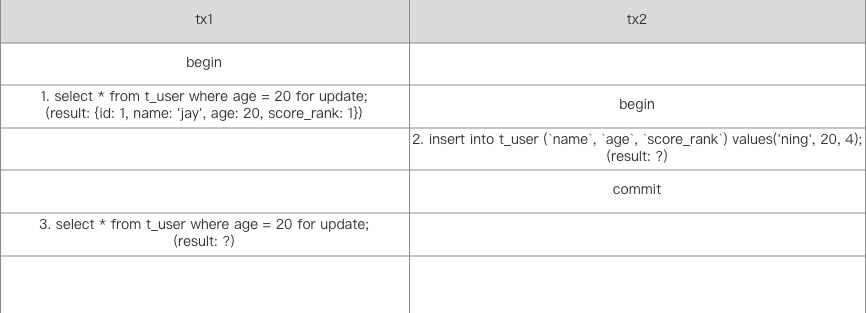 tx1
tx2
begin
1. select * from t_user where age = 20 for update;
(result: {id: 1, name: 'jay', age: 20, score_rank: 1})
begin
2. insert into t_user (`name`, `age`, `score_rank`) values('ning', 20, 4);
(result: ?)
commit
3. select * from t_user where age = 20 for update;
(result: ?)